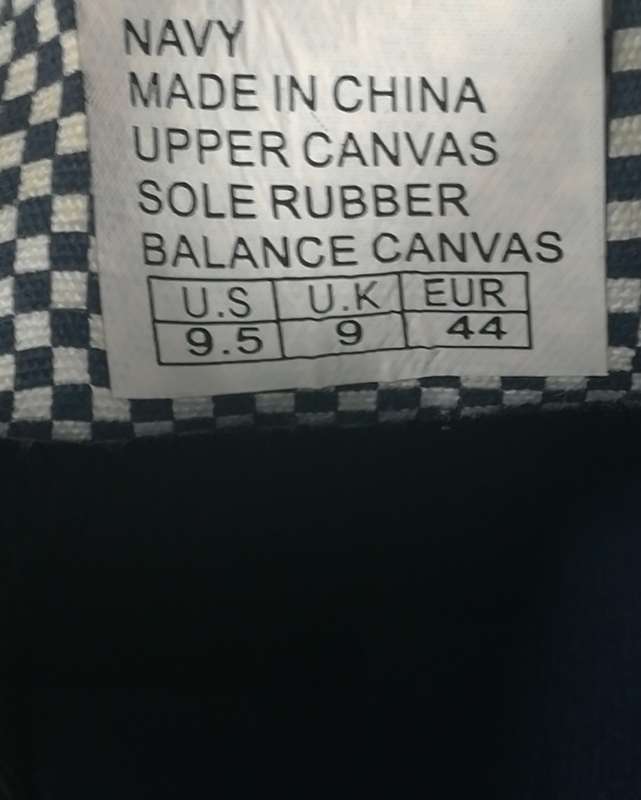 NAVY
MADE IN CHINA
UPPER CANVAS
SOLE RUBBER
BALANCE CANVAS
U.S U.K EUR
9.5 9 44